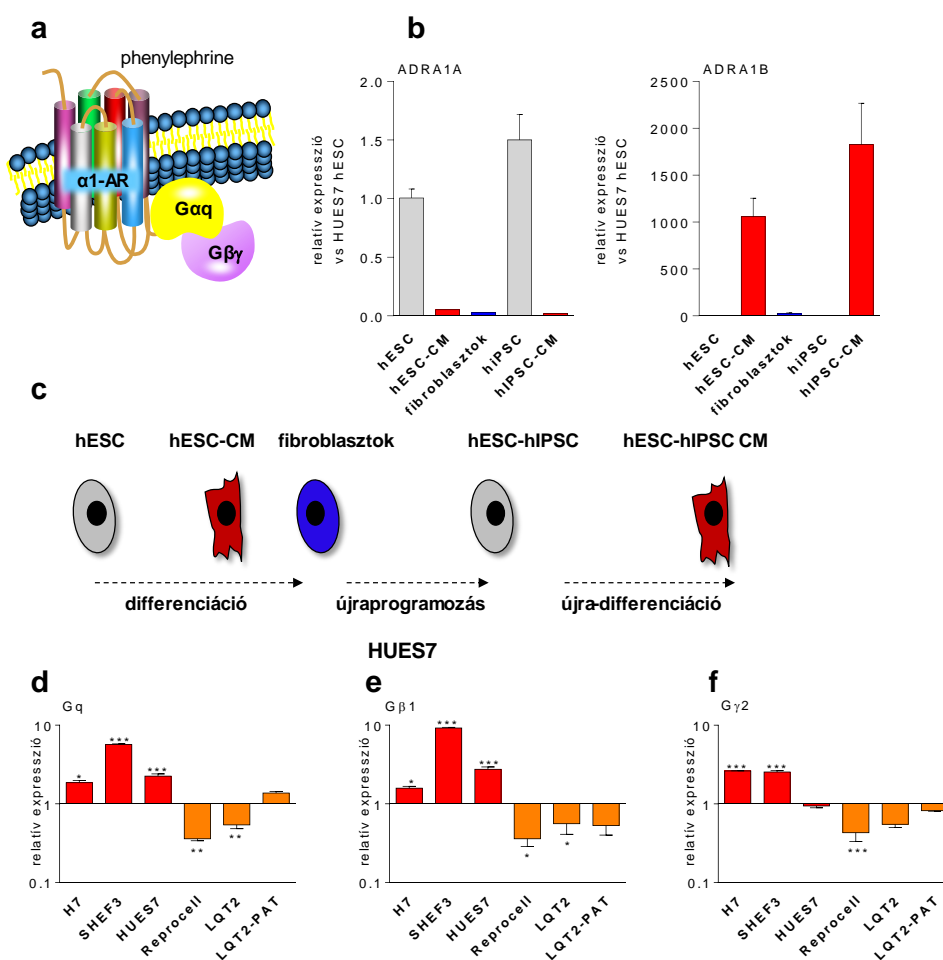 a
phenylephrine
α1-AR
Gαq
Gβγ
b
ADRA1A
relatív expresszió
vs HUES7 hESC
2.0
1.5
1.0
0.5
0.0
hESC
hESC-CM
fibroblasztok
hiPSC
hIPSC-CM
ADRA1B
relatív expresszió
vs HUES7 hESC
2500
2000
1500
1000
500
0
hESC
hESC-CM
fibroblasztok
hiPSC
hIPSC-CM
c
hESC
hESC-CM
fibroblasztok
hESC-hIPSC
hESC-hIPSC CM
differenciáció
újraprogramozás
újra-differenciáció
HUES7
d
Gq
relatív expresszió
10
1
0.1
*
***
***
**
**
H7
SHEF3
HUES7
Reprocell
LQT2
LQT2-PAT
e
Gβ1
relatív expresszió
10
1
0.1
*
***
***
*
*
H7
SHEF3
HUES7
Reprocell
LQT2
LQT2-PAT
f
Gγ2
relatív expresszió
10
1
0.1
***
***
***
H7
SHEF3
HUES7
Reprocell
LQT2
LQT2-PAT